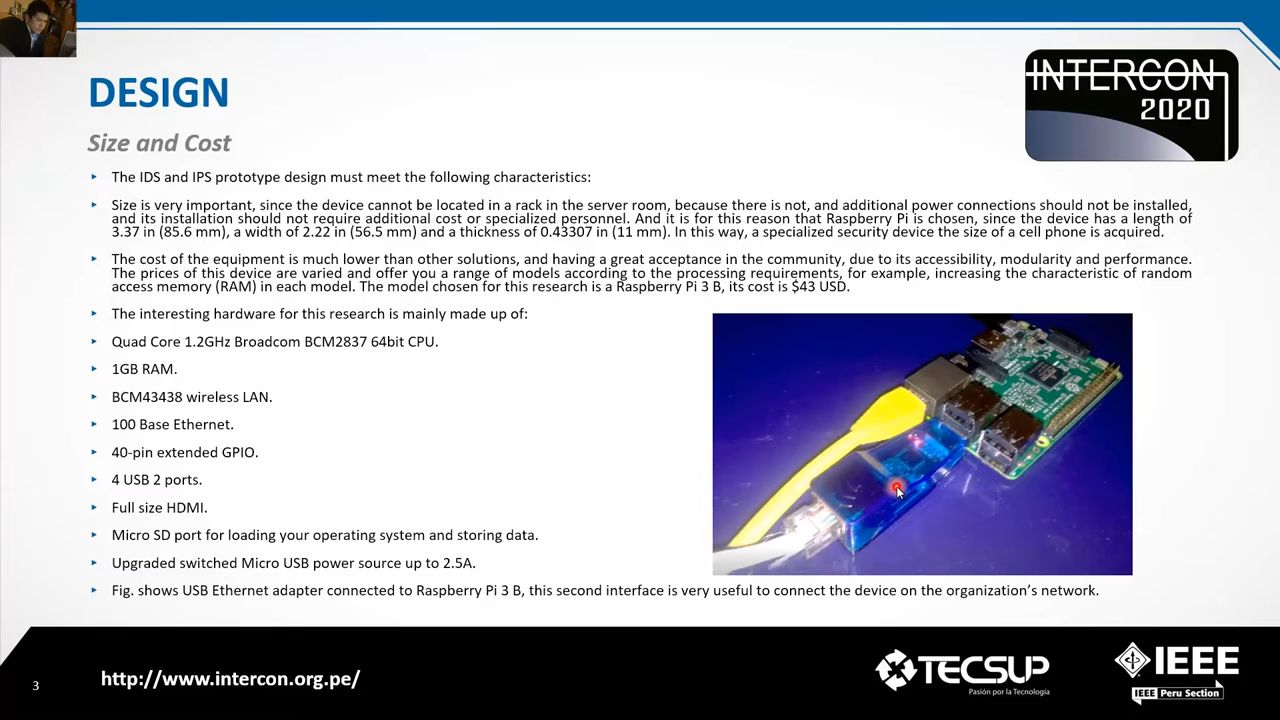 INTERCON
2020
DESIGN
Size and Cost
The IDS and IPS prototype design must meet the following characteristics:
Size is very important, since the device cannot be located in a rack in the server room, because there is not, and additional power connections should not be installed,
and its installation should not require additional cost or specialized personnel. And it is for this reason that Raspberry Pi is chosen, since the device has a length of
3.37 in (85.6 mm), a width of 2.22 in (56.5 mm) and a thickness of 0.43307 in (11 mm). In this way, a specialized security device the size of a cell phone is acquired.
The cost of the equipment is much lower than other solutions, and having a great acceptance in the community, due to its accessibility, modularity and performance.
The prices of this device are varied and offer you a range of models according to the processing requirements, for example, increasing the characteristic of random
access memory (RAM) in each model. The model chosen for this research is a Raspberry Pi 3 B, its cost is $43 USD.
The interesting hardware for this research is mainly made up of:
Quad Core 1.2GHz Broadcom BCM2837 64bit CPU.
1GB RAM.
BCM43438 wireless LAN.
100 Base Ethernet.
40-pin extended GPIO.
4 USB 2 ports.
Full size HDMI.
Micro SD port for loading your operating system and storing data.
Upgraded switched Micro USB power source up to 2.5A.
Fig. shows USB Ethernet adapter connected to Raspberry Pi 3 B, this second interface is very useful to connect the device on the organization's network.
3
http://www.intercon.org.pe/
TECSUP
Pasión por la Tecnología
IEEE
IEEE Peru Section